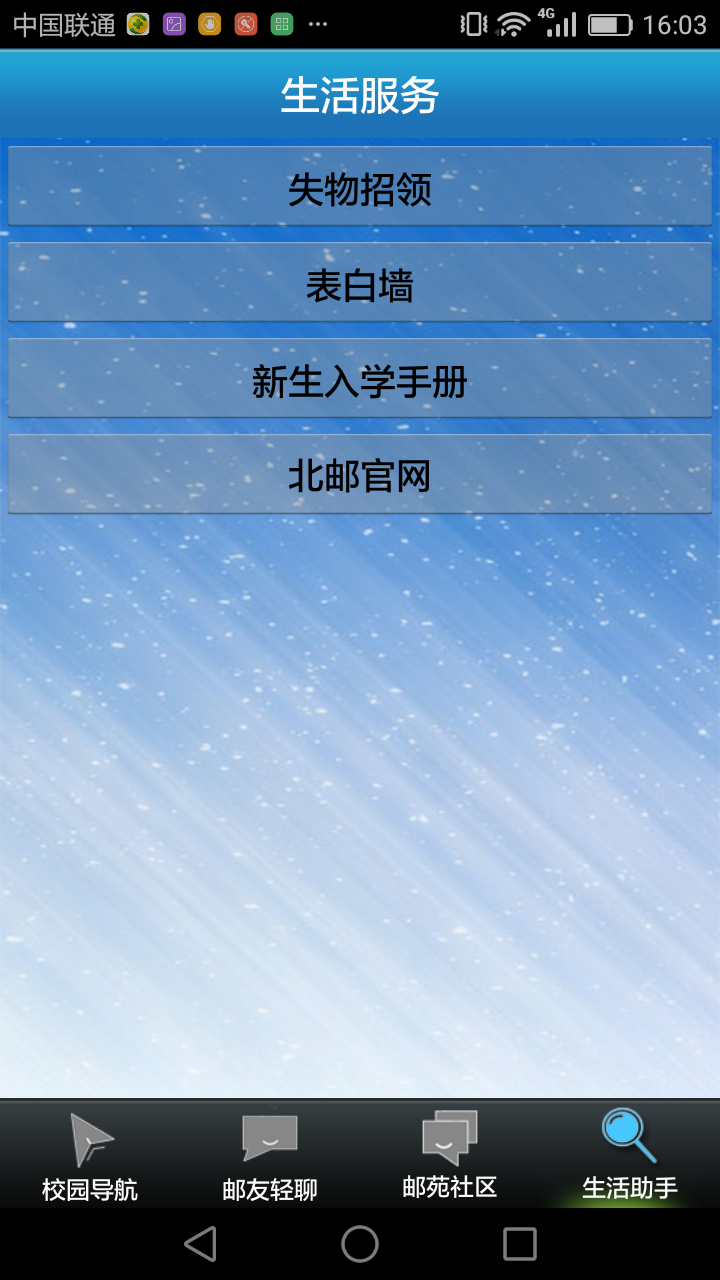 中国联通 4G 16:03
生活服务
失物招领
表白墙
新生入学手册
北邮官网
校园导航 邮友轻聊 邮苑社区 生活助手